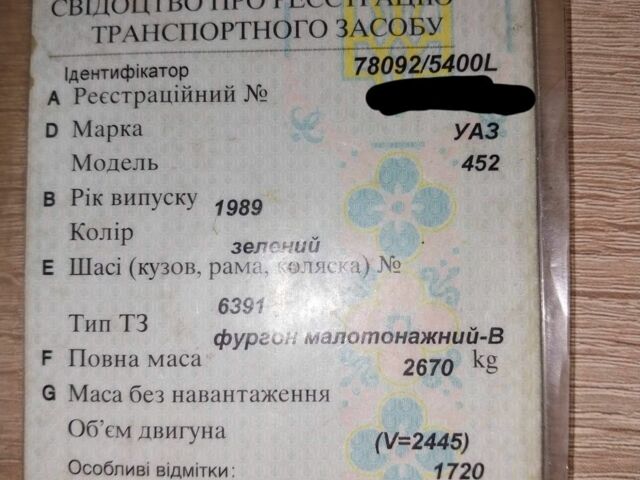 СВІДОЦТВО ПРО РЕЄСТРАЦІЮ
ТРАНСПОРТНОГО ЗАСОБУ
Ідентифікатор 78092/5400L
A Реєстраційний №
D Марка УАЗ
Модель 452
B Рік випуску 1989
Колір зелений
E Шасі (кузов, рама, коляска) №
6391
Тип ТЗ фургон малотонажний-В
F Повна маса 2670 kg
G Маса без навантаження
Об'єм двигуна (V=2445)
Особливі відмітки: 1720